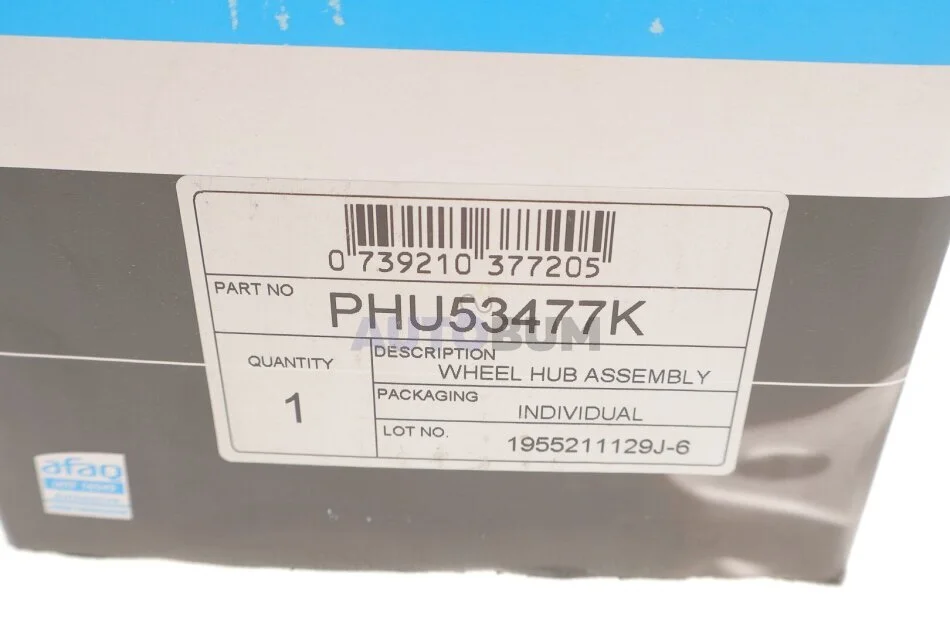 0 739210 377205
PART NO
PHU53477K
AUTOBUM
QUANTITY
1
DESCRIPTION
WHEEL HUB ASSEMBLY
PACKAGING
INDIVIDUAL
LOT NO.
1955211129J-6
afaq